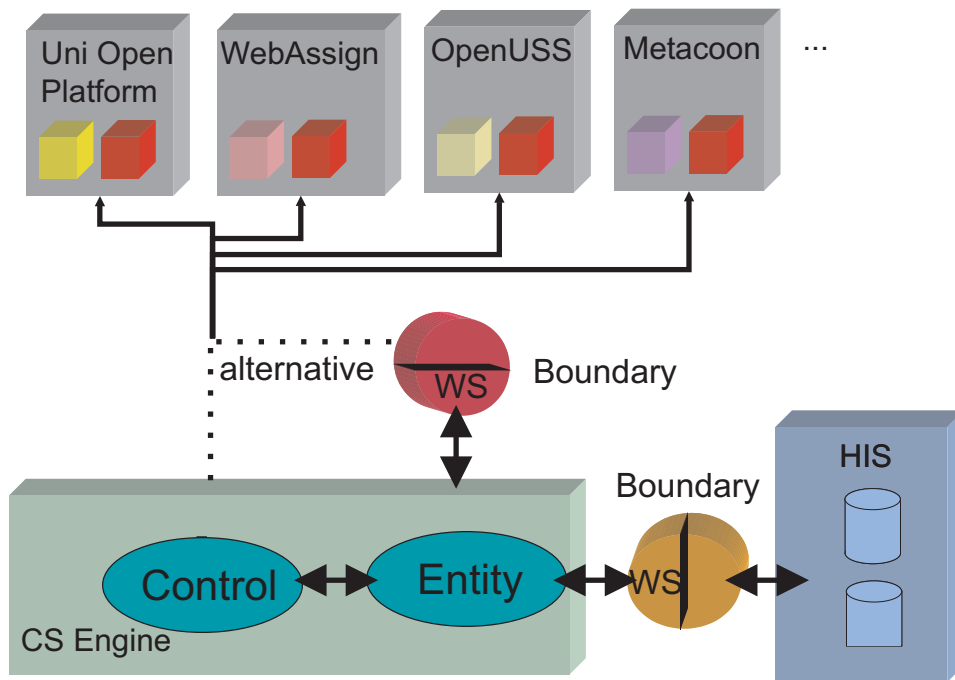 Uni Open
Platform
WebAssign
OpenUSS
Metacoon
...
alternative
WS
Boundary
HIS
Boundary
WS
Control
Entity
CS Engine